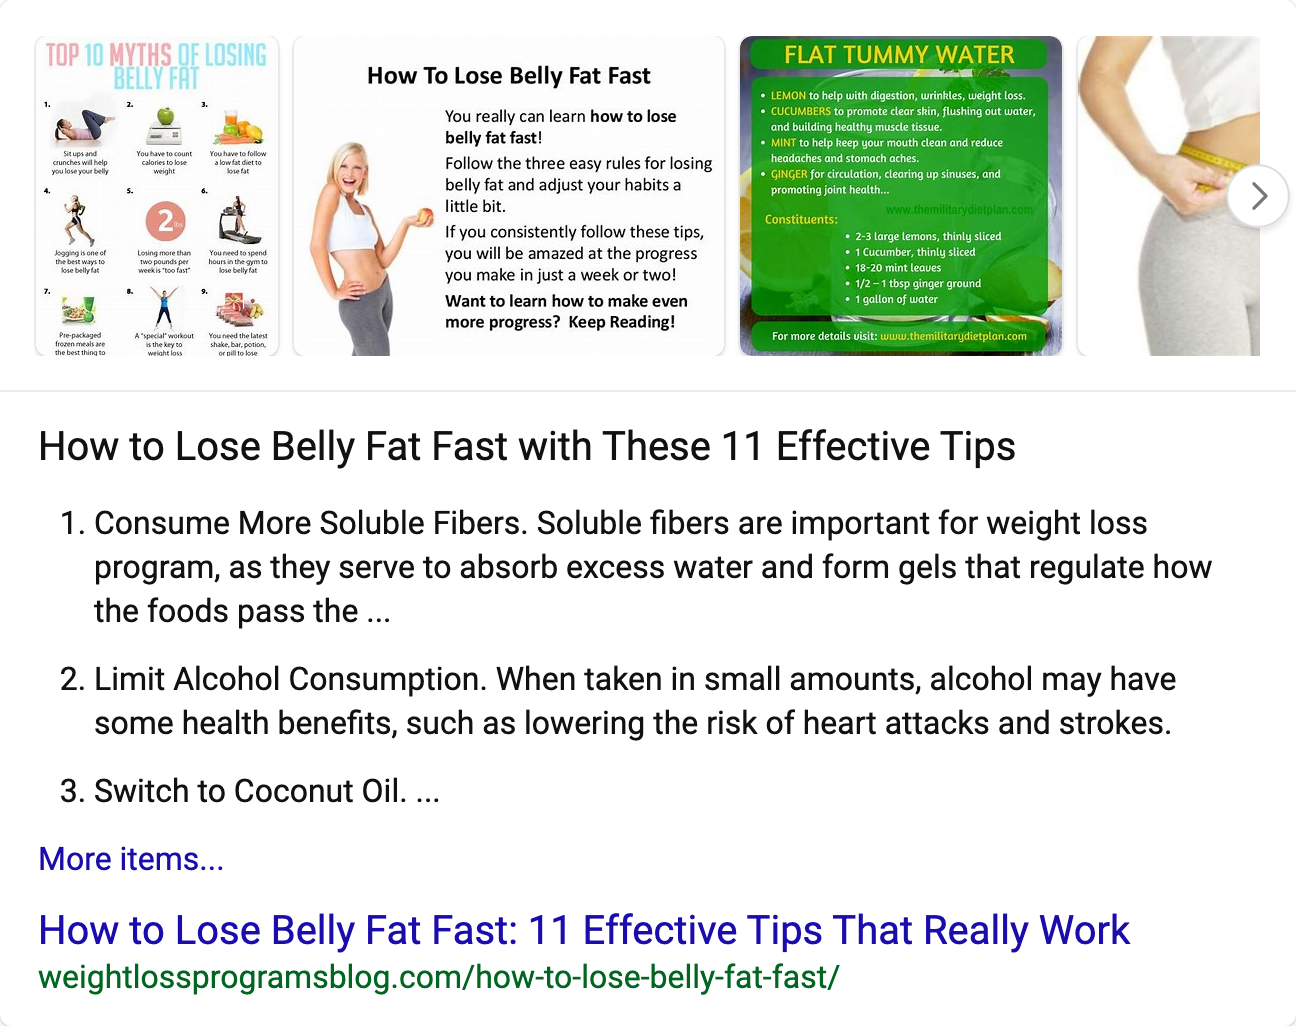 TOP 10 MYTHS OF LOSING
BELLY FAT
1.
Sit ups and
crunches will help
you lose your belly
2.
You have to count
calories to lose
weight
3.
You have to follow
a low fat diet to
lose fat
4.
Jogging is one of
the best ways to
lose belly fat
5.
2 lbs
Losing more than
two pounds per
week is "too fast"
6.
You need to spend
hours in the gym to
lose belly fat
7.
Pre-packaged
frozen meals are
the best thing to
8.
A "special" workout
is the key to
weight loss
9.
You need the latest
shake, bar, potion,
or pill to lose
How To Lose Belly Fat Fast
You really can learn how to lose
belly fat fast!
Follow the three easy rules for losing
belly fat and adjust your habits a
little bit.
If you consistently follow these tips,
you will be amazed at the progress
you make in just a week or two!
Want to learn how to make even
more progress? Keep Reading!
FLAT TUMMY WATER
• LEMON to help with digestion, wrinkles, weight loss.
• CUCUMBERS to promote clear skin, flushing out water,
and building healthy muscle tissue.
• MINT to help keep your mouth clean and reduce
headaches and stomach aches.
• GINGER for circulation, clearing up sinuses, and
promoting joint health...
www.themilitarydietplan.com
Constituents:
• 2-3 large lemons, thinly sliced
• 1 Cucumber, thinly sliced
• 18-20 mint leaves
• 1/2 – 1 tbsp ginger ground
• 1 gallon of water
For more details visit: www.themilitarydietplan.com
How to Lose Belly Fat Fast with These 11 Effective Tips
1. Consume More Soluble Fibers. Soluble fibers are important for weight loss
program, as they serve to absorb excess water and form gels that regulate how
the foods pass the ...
2. Limit Alcohol Consumption. When taken in small amounts, alcohol may have
some health benefits, such as lowering the risk of heart attacks and strokes.
3. Switch to Coconut Oil. ...
More items...
How to Lose Belly Fat Fast: 11 Effective Tips That Really Work
weightlossprogramsblog.com/how-to-lose-belly-fat-fast/